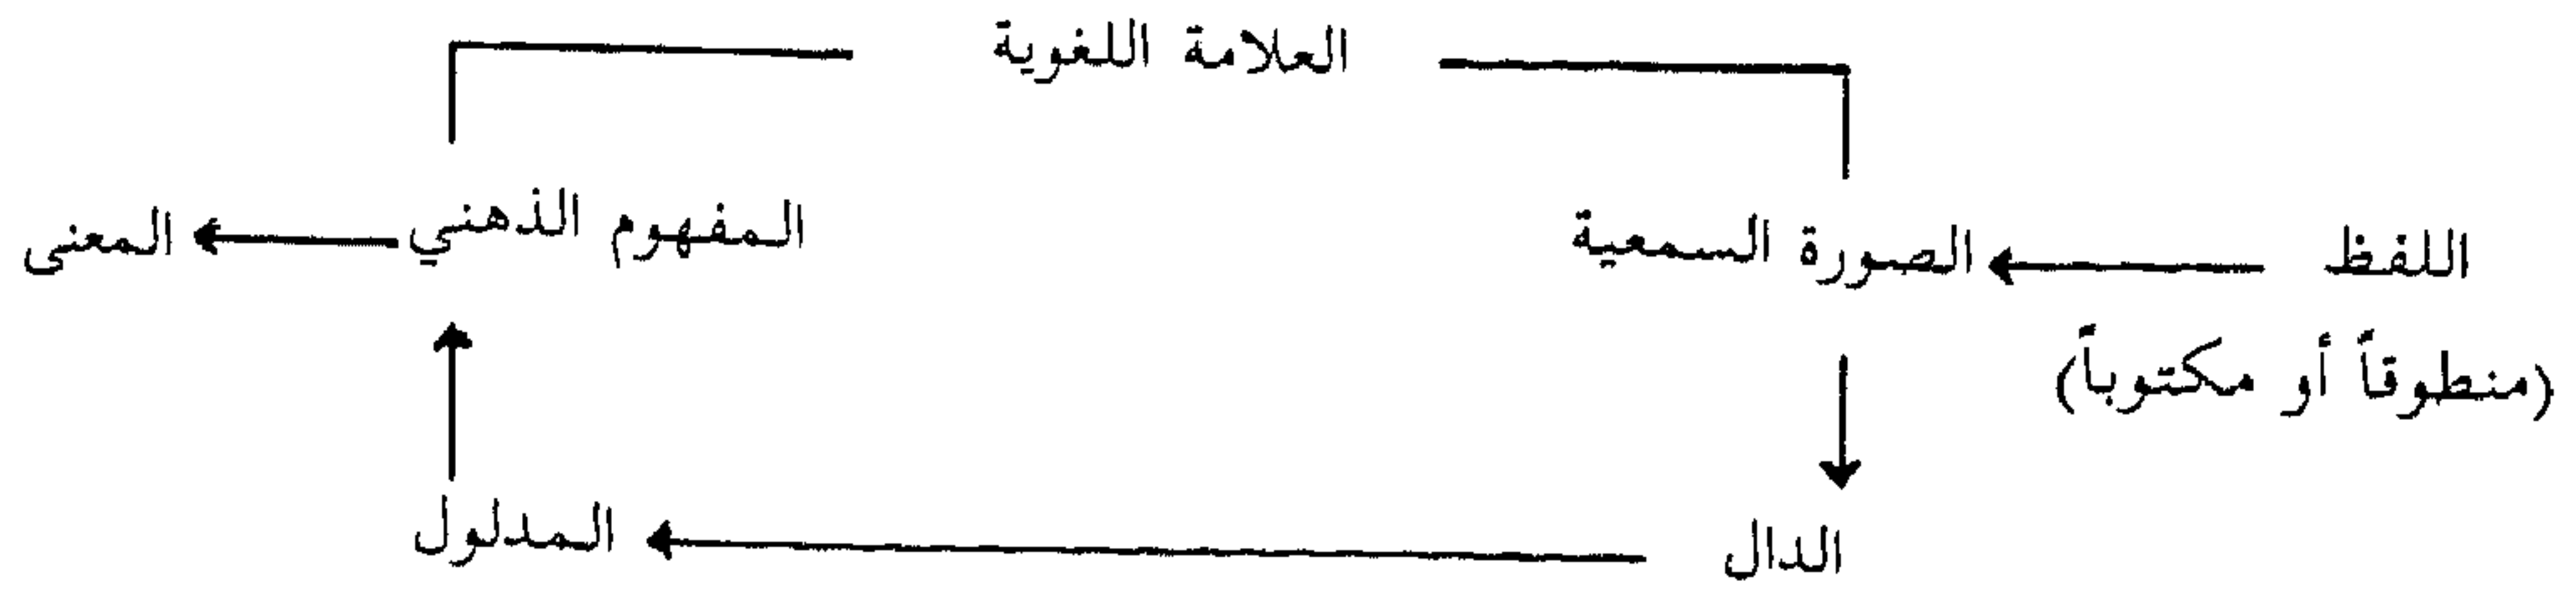 العلامة اللغوية
اللفظ الصورة السمعية المفهوم الذهني المعنى
(منطوقاً أو مكتوباً)
الدال المدلول